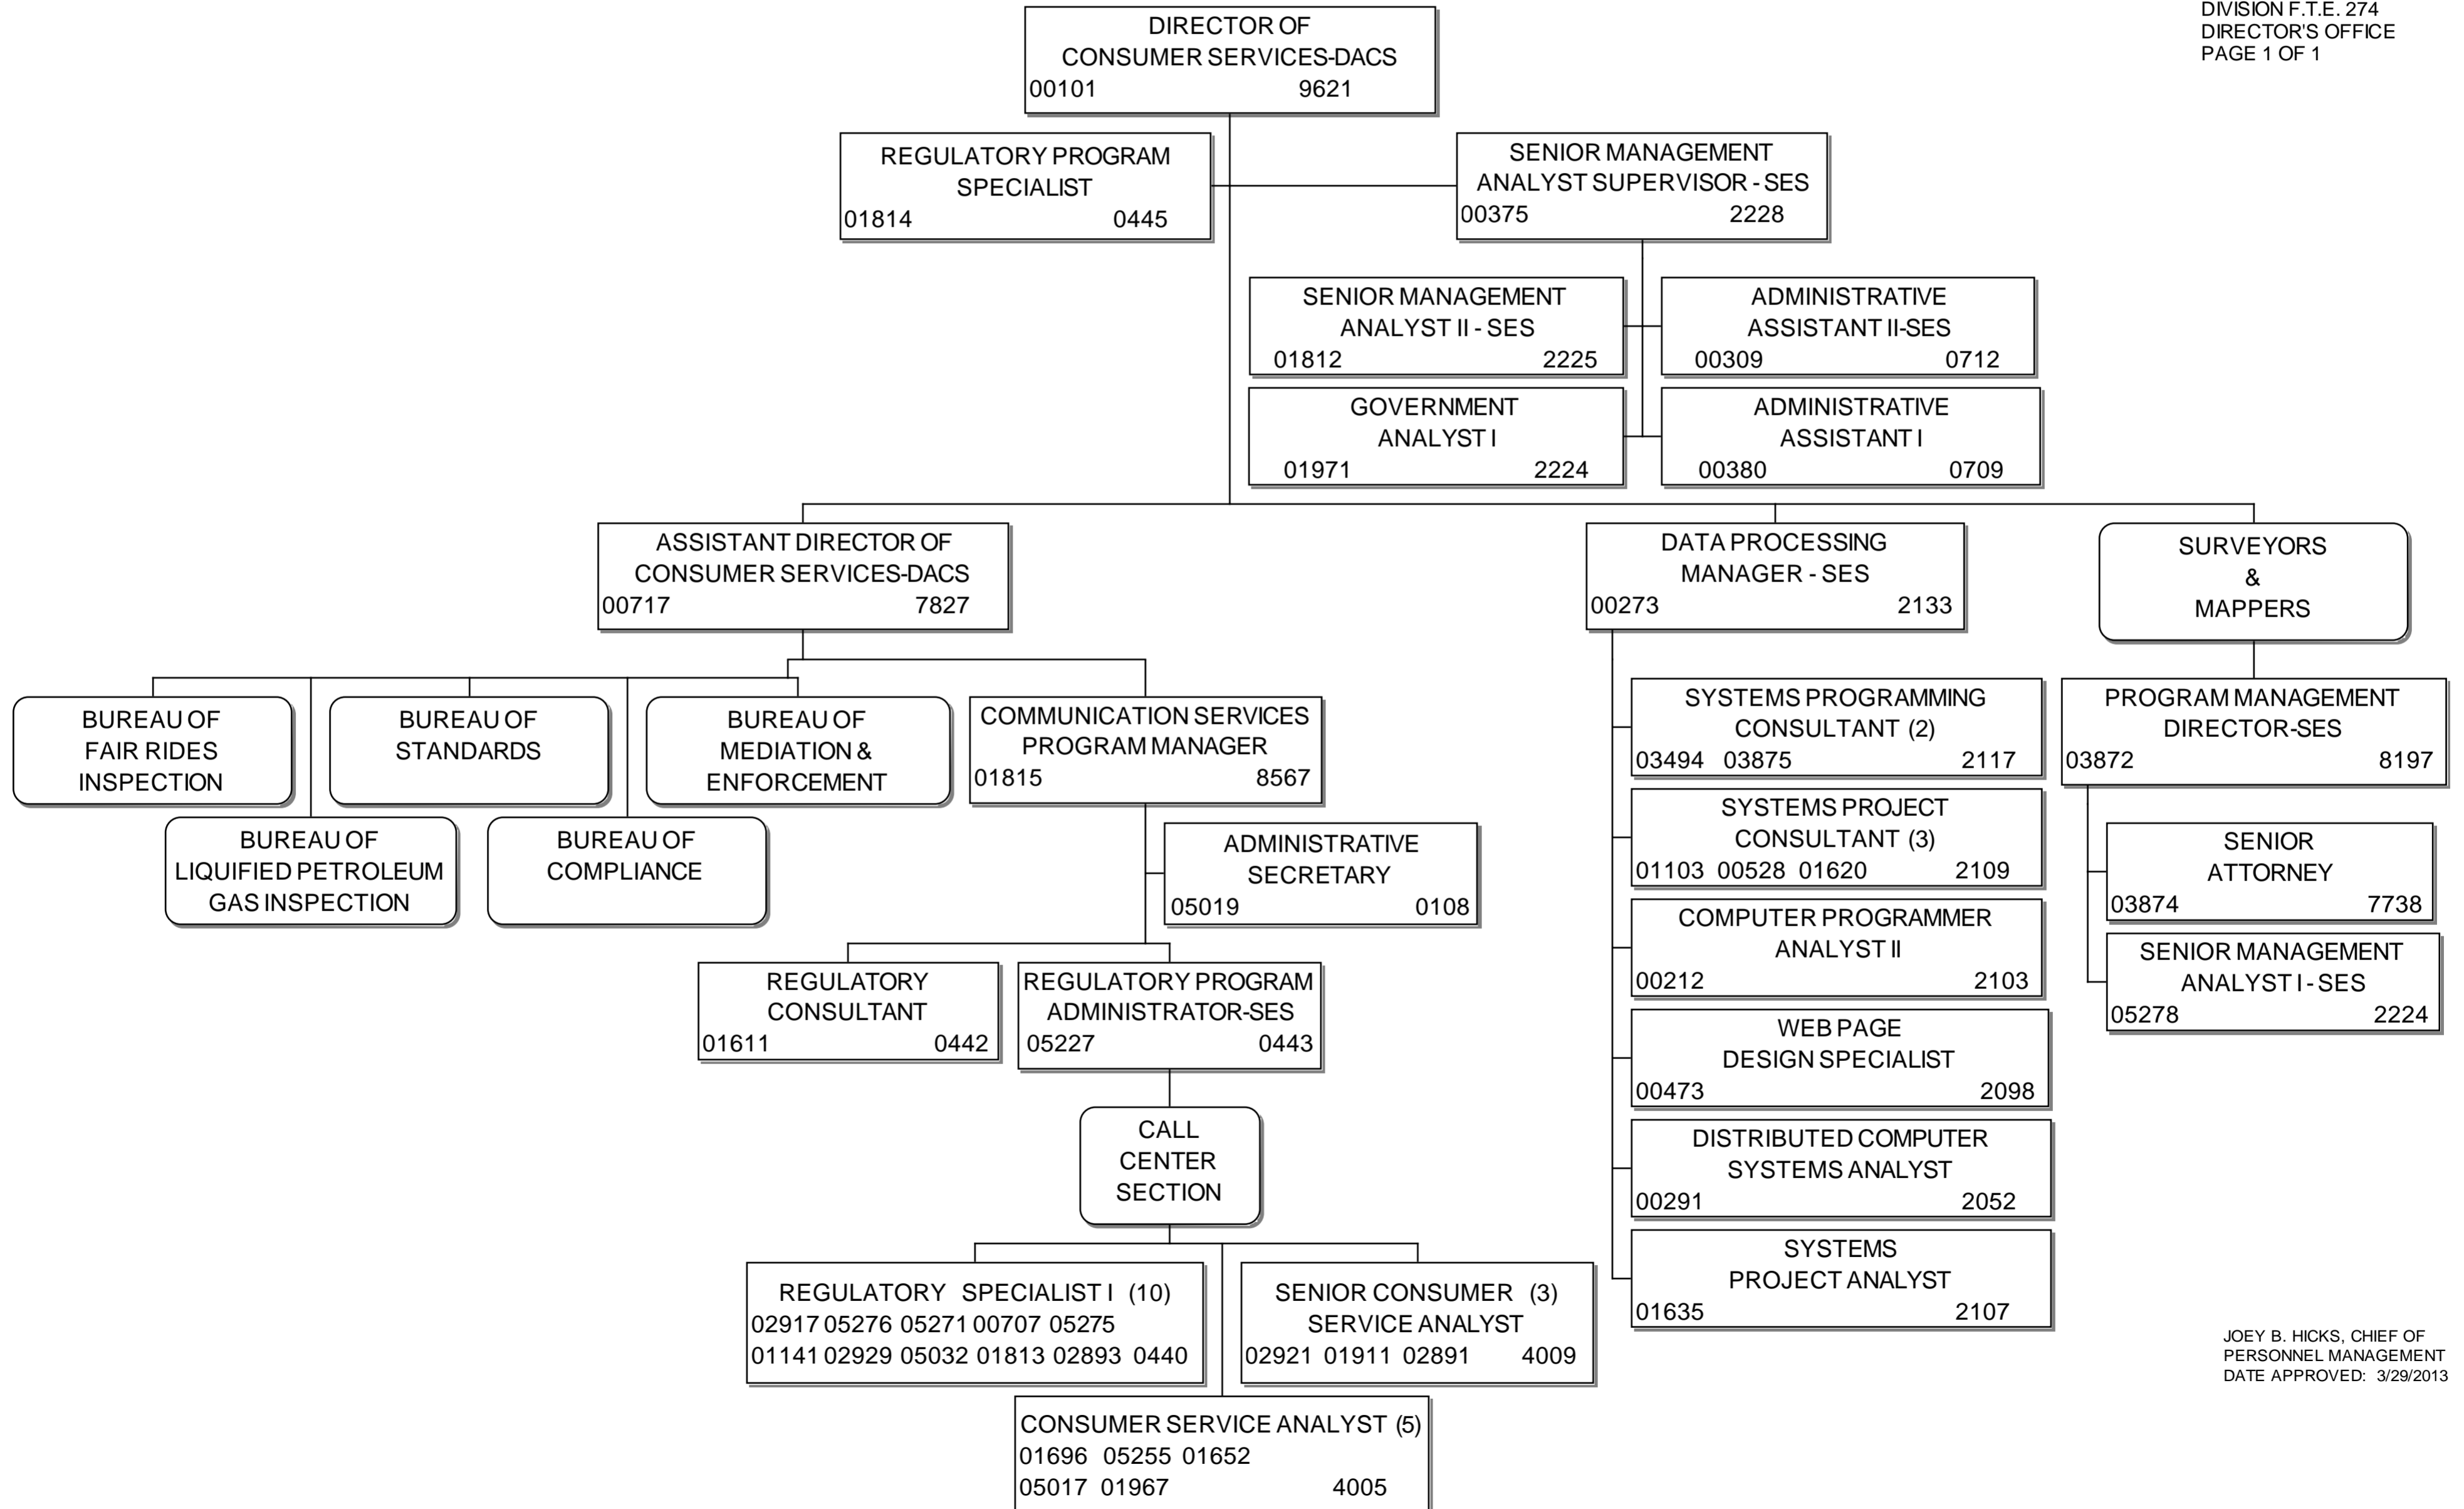 DIVISION F.T.E. 274
DIRECTOR'S OFFICE
PAGE 1 OF 1
DIRECTOR OF
CONSUMER SERVICES-DACS
00101 9621
REGULATORY PROGRAM
SPECIALIST
01814 0445
SENIOR MANAGEMENT
ANALYST SUPERVISOR - SES
00375 2228
SENIOR MANAGEMENT
ANALYST II - SES
01812 2225
ADMINISTRATIVE
ASSISTANT II-SES
00309 0712
GOVERNMENT
ANALYST I
01971 2224
ADMINISTRATIVE
ASSISTANT I
00380 0709
ASSISTANT DIRECTOR OF
CONSUMER SERVICES-DACS
00717 7827
DATA PROCESSING
MANAGER - SES
00273 2133
SURVEYORS
&
MAPPERS
BUREAU OF
FAIR RIDES
INSPECTION
BUREAU OF
STANDARDS
BUREAU OF
MEDIATION &
ENFORCEMENT
COMMUNICATION SERVICES
PROGRAM MANAGER
01815 8567
BUREAU OF
LIQUIFIED PETROLEUM
GAS INSPECTION
BUREAU OF
COMPLIANCE
ADMINISTRATIVE
SECRETARY
05019 0108
REGULATORY
CONSULTANT
01611 0442
REGULATORY PROGRAM
ADMINISTRATOR-SES
05227 0443
CALL
CENTER
SECTION
REGULATORY SPECIALIST I (10)
02917 05276 05271 00707 05275
01141 02929 05032 01813 02893 0440
SENIOR CONSUMER (3)
SERVICE ANALYST
02921 01911 02891 4009
CONSUMER SERVICE ANALYST (5)
01696 05255 01652
05017 01967 4005
SYSTEMS PROGRAMMING
CONSULTANT (2)
03494 03875 2117
SYSTEMS PROJECT
CONSULTANT (3)
01103 00528 01620 2109
COMPUTER PROGRAMMER
ANALYST II
00212 2103
WEB PAGE
DESIGN SPECIALIST
00473 2098
DISTRIBUTED COMPUTER
SYSTEMS ANALYST
00291 2052
SYSTEMS
PROJECT ANALYST
01635 2107
PROGRAM MANAGEMENT
DIRECTOR-SES
03872 8197
SENIOR
ATTORNEY
03874 7738
SENIOR MANAGEMENT
ANALYST I - SES
05278 2224
JOEY B. HICKS, CHIEF OF
PERSONNEL MANAGEMENT
DATE APPROVED: 3/29/2013